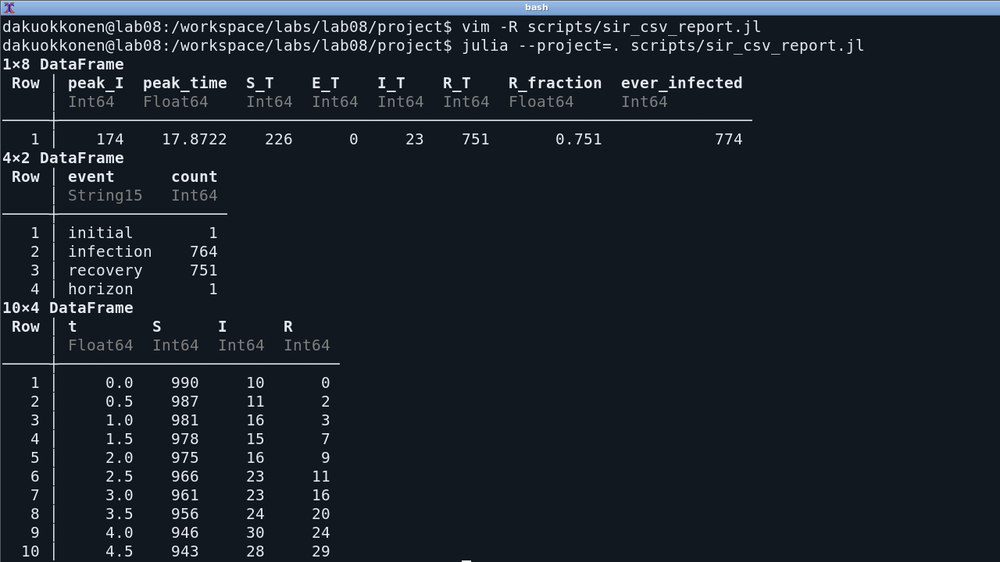 bash
dakuokkonen@lab08:/workspace/labs/lab08/project$ vim -R scripts/sir_csv_report.jl
dakuokkonen@lab08:/workspace/labs/lab08/project$ julia --project=. scripts/sir_csv_report.jl
1×8 DataFrame
 Row │ peak_I  peak_time  S_T    E_T    I_T    R_T    R_fraction  ever_infected
     │ Int64   Float64    Int64  Int64  Int64  Int64  Float64     Int64
─────┼──────────────────────────────────────────────────────────────────────────
   1 │    174    17.8722    226      0     23    751       0.751            774
4×2 DataFrame
 Row │ event      count
     │ String15   Int64
─────┼──────────────────
   1 │ initial        1
   2 │ infection    764
   3 │ recovery     751
   4 │ horizon        1
10×4 DataFrame
 Row │ t        S      I      R
     │ Float64  Int64  Int64  Int64
─────┼──────────────────────────────
   1 │     0.0    990     10      0
   2 │     0.5    987     11      2
   3 │     1.0    981     16      3
   4 │     1.5    978     15      7
   5 │     2.0    975     16      9
   6 │     2.5    966     23     11
   7 │     3.0    961     23     16
   8 │     3.5    956     24     20
   9 │     4.0    946     30     24
  10 │     4.5    943     28     29